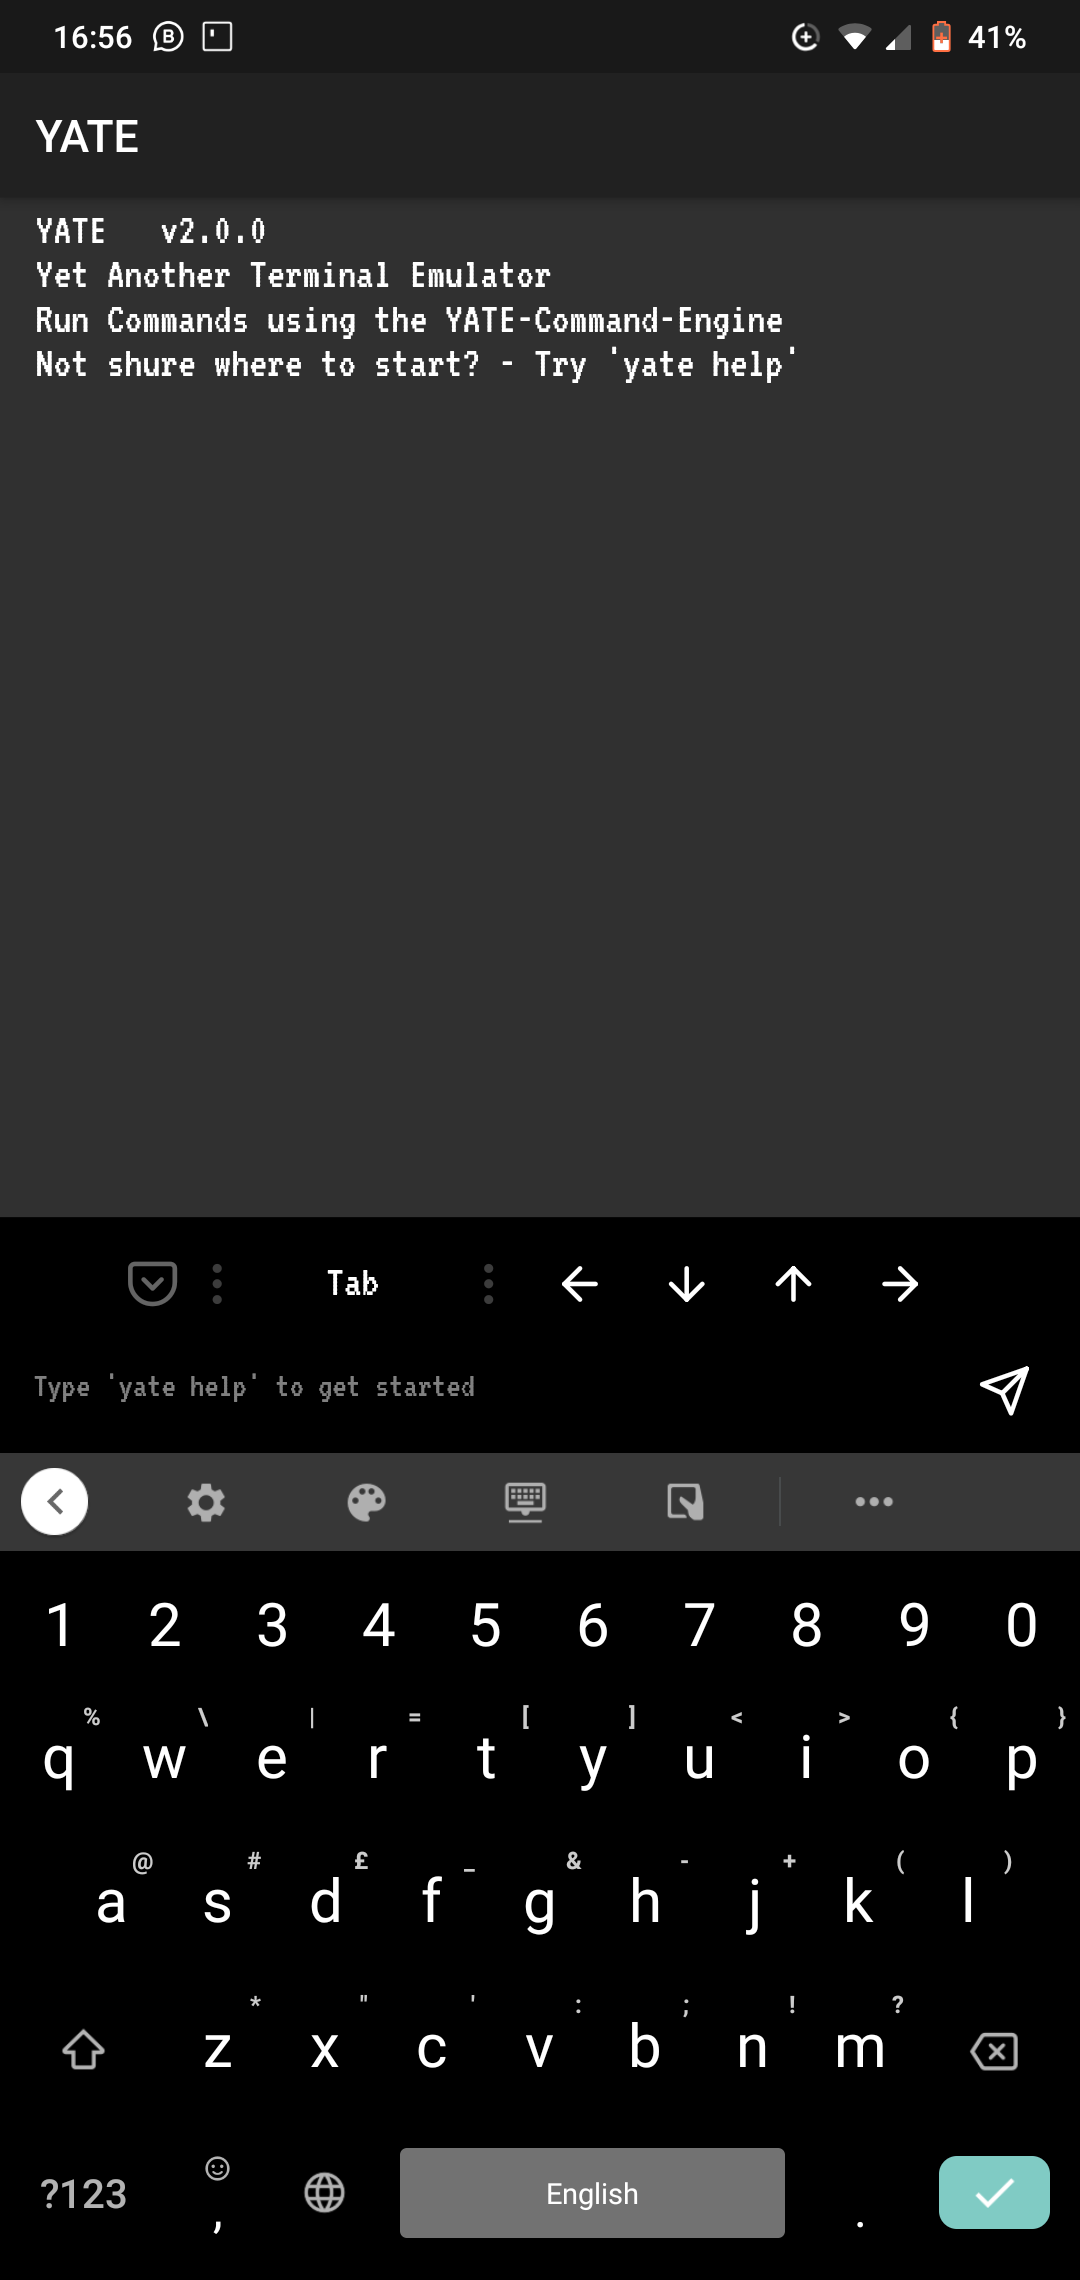 16:56 41%
YATE
YATE v2.0.0
Yet Another Terminal Emulator
Run Commands using the YATE-Command-Engine
Not shure where to start? - Try 'yate help'
Tab
Type 'yate help' to get started
1 2 3 4 5 6 7 8 9 0
% \ | = [ ] < > { }
q w e r t y u i o p
@ # £ _ & - + ( )
a s d f g h j k l
* " ' : ; ! ?
z x c v b n m
?123 , English .